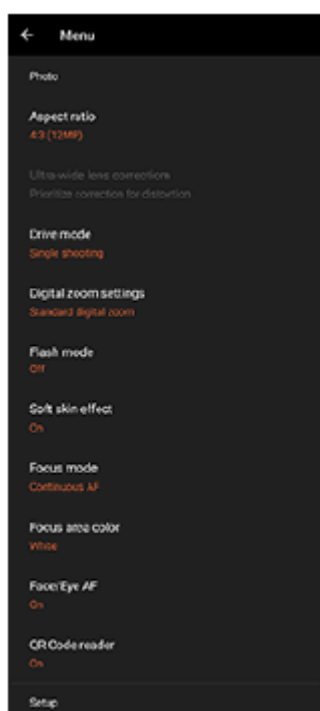 Menu
Photo
Aspect ratio
4:3 (12MP)
Ultra-wide lens correction
Prioritize correction for distortion
Drive mode
Single shooting
Digital zoom settings
Standard digital zoom
Flash mode
Off
Soft skin effect
On
Focus mode
Continuous AF
Focus area color
White
Face/Eye AF
On
QR Code reader
On
Setup